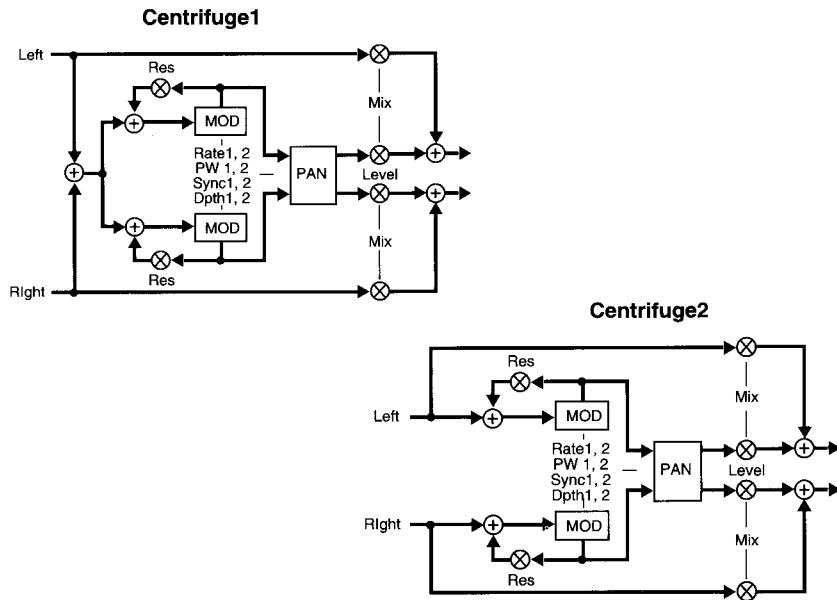 Centrifuge1
Left
Res
MOD
Mix
Rate1, 2
PW 1, 2
Sync1, 2
Dpth1, 2
PAN
Level
MOD
Mix
Res
RIght
Centrifuge2
Res
Left
MOD
Mix
Rate1, 2
PW 1, 2
Sync1, 2
Dpth1, 2
PAN
Level
RIght
MOD
Mix
Res